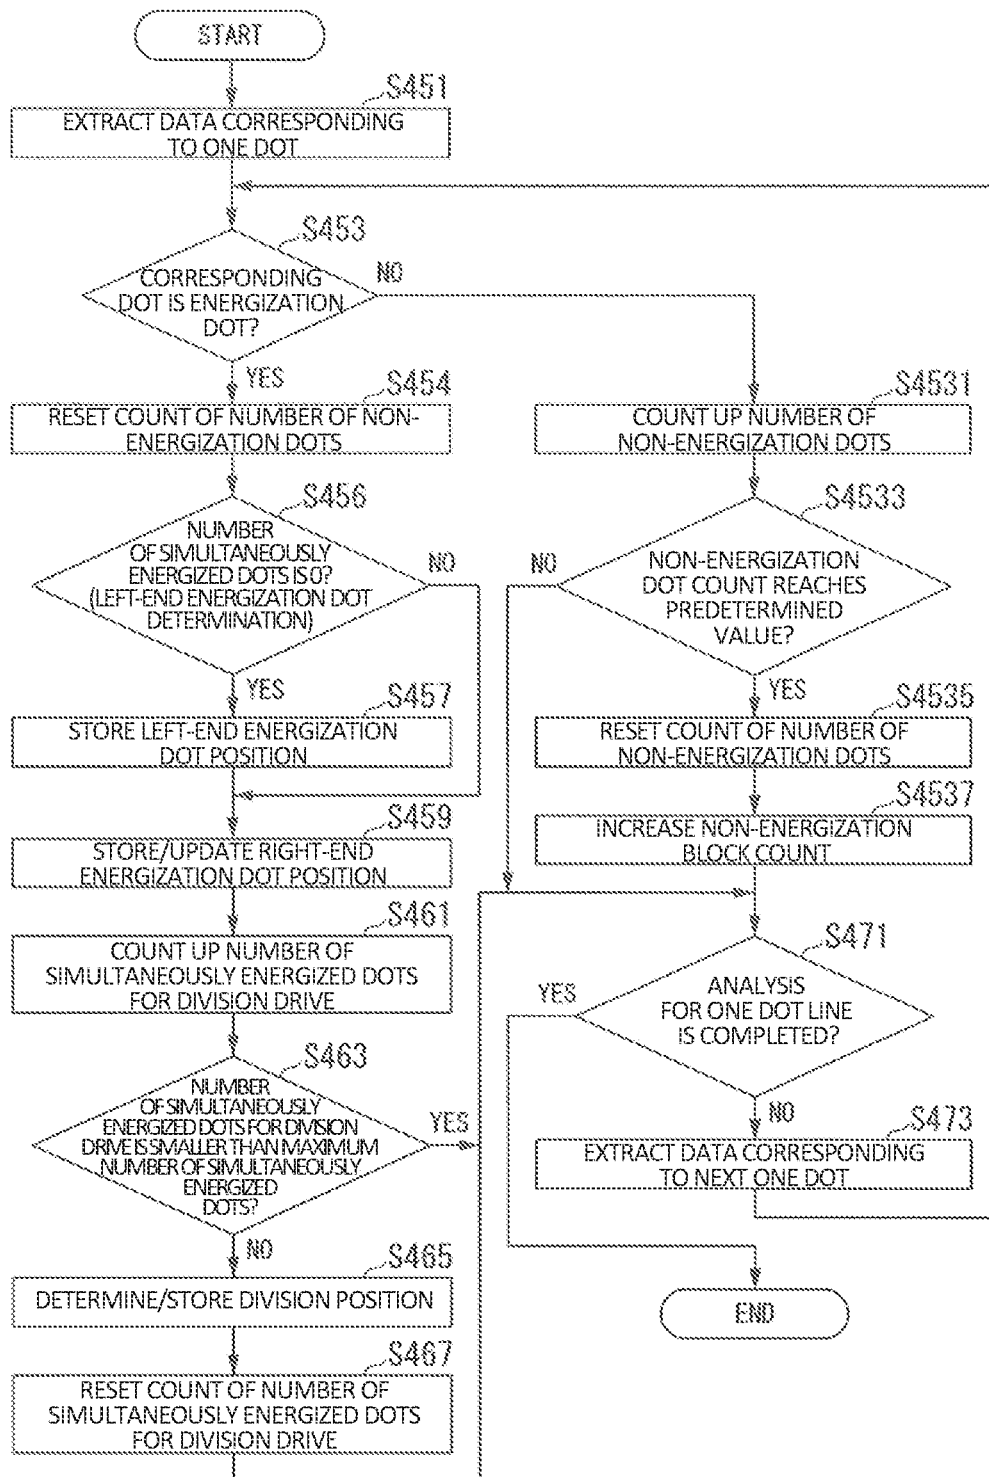 START
S451
EXTRACT DATA CORRESPONDING
TO ONE DOT
S453
CORRESPONDING
DOT IS ENERGIZATION
DOT?
NO
YES
S454
RESET COUNT OF NUMBER OF NON-
ENERGIZATION DOTS
S456
NUMBER
OF SIMULTANEOUSLY
ENERGIZED DOTS IS 0?
(LEFT-END ENERGIZATION DOT
DETERMINATION)
NO
YES
S457
STORE LEFT-END ENERGIZATION
DOT POSITION
S459
STORE/UPDATE RIGHT-END
ENERGIZATION DOT POSITION
S461
COUNT UP NUMBER OF
SIMULTANEOUSLY ENERGIZED DOTS
FOR DIVISION DRIVE
S463
NUMBER
OF SIMULTANEOUSLY
ENERGIZED DOTS FOR DIVISION
DRIVE IS SMALLER THAN MAXIMUM
NUMBER OF SIMULTANEOUSLY
ENERGIZED
DOTS?
YES
NO
S465
DETERMINE/STORE DIVISION POSITION
S467
RESET COUNT OF NUMBER OF
SIMULTANEOUSLY ENERGIZED DOTS
FOR DIVISION DRIVE
S4531
COUNT UP NUMBER OF
NON-ENERGIZATION DOTS
S4533
NON-ENERGIZATION
DOT COUNT REACHES
PREDETERMINED
VALUE?
NO
YES
S4535
RESET COUNT OF NUMBER OF
NON-ENERGIZATION DOTS
S4537
INCREASE NON-ENERGIZATION
BLOCK COUNT
S471
ANALYSIS
FOR ONE DOT LINE
IS COMPLETED?
YES
NO
S473
EXTRACT DATA CORRESPONDING
TO NEXT ONE DOT
END